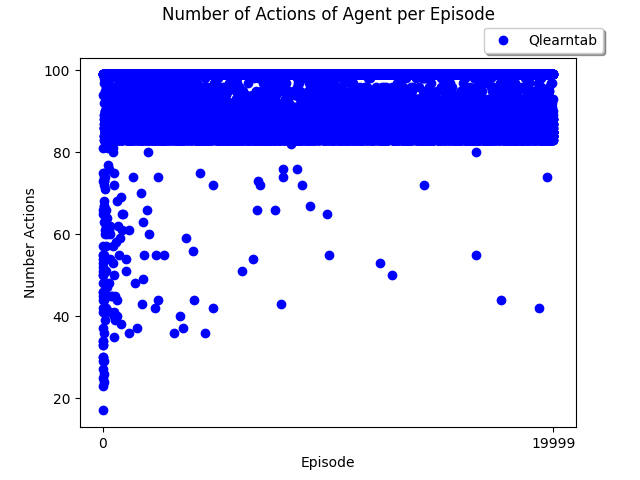 Number of Actions of Agent per Episode
Qlearntab
100
80
60
40
20
Number Actions
0
19999
Episode